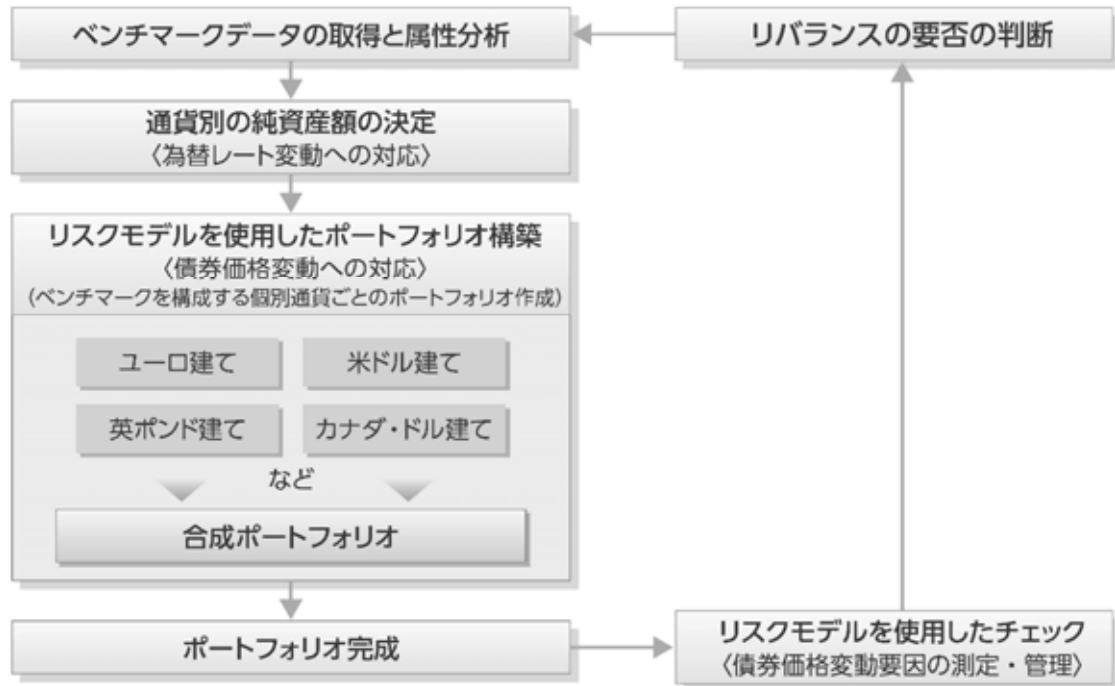 ベンチマークデータの取得と属性分析
リバランスの要否の判断
通貨別の純資産額の決定
〈為替レート変動への対応〉
リスクモデルを使用したポートフォリオ構築
〈債券価格変動への対応〉
(ベンチマークを構成する個別通貨ごとのポートフォリオ作成)
ユーロ建て
米ドル建て
英ポンド建て
カナダ・ドル建て
など
合成ポートフォリオ
ポートフォリオ完成
リスクモデルを使用したチェック
〈債券価格変動要因の測定・管理〉